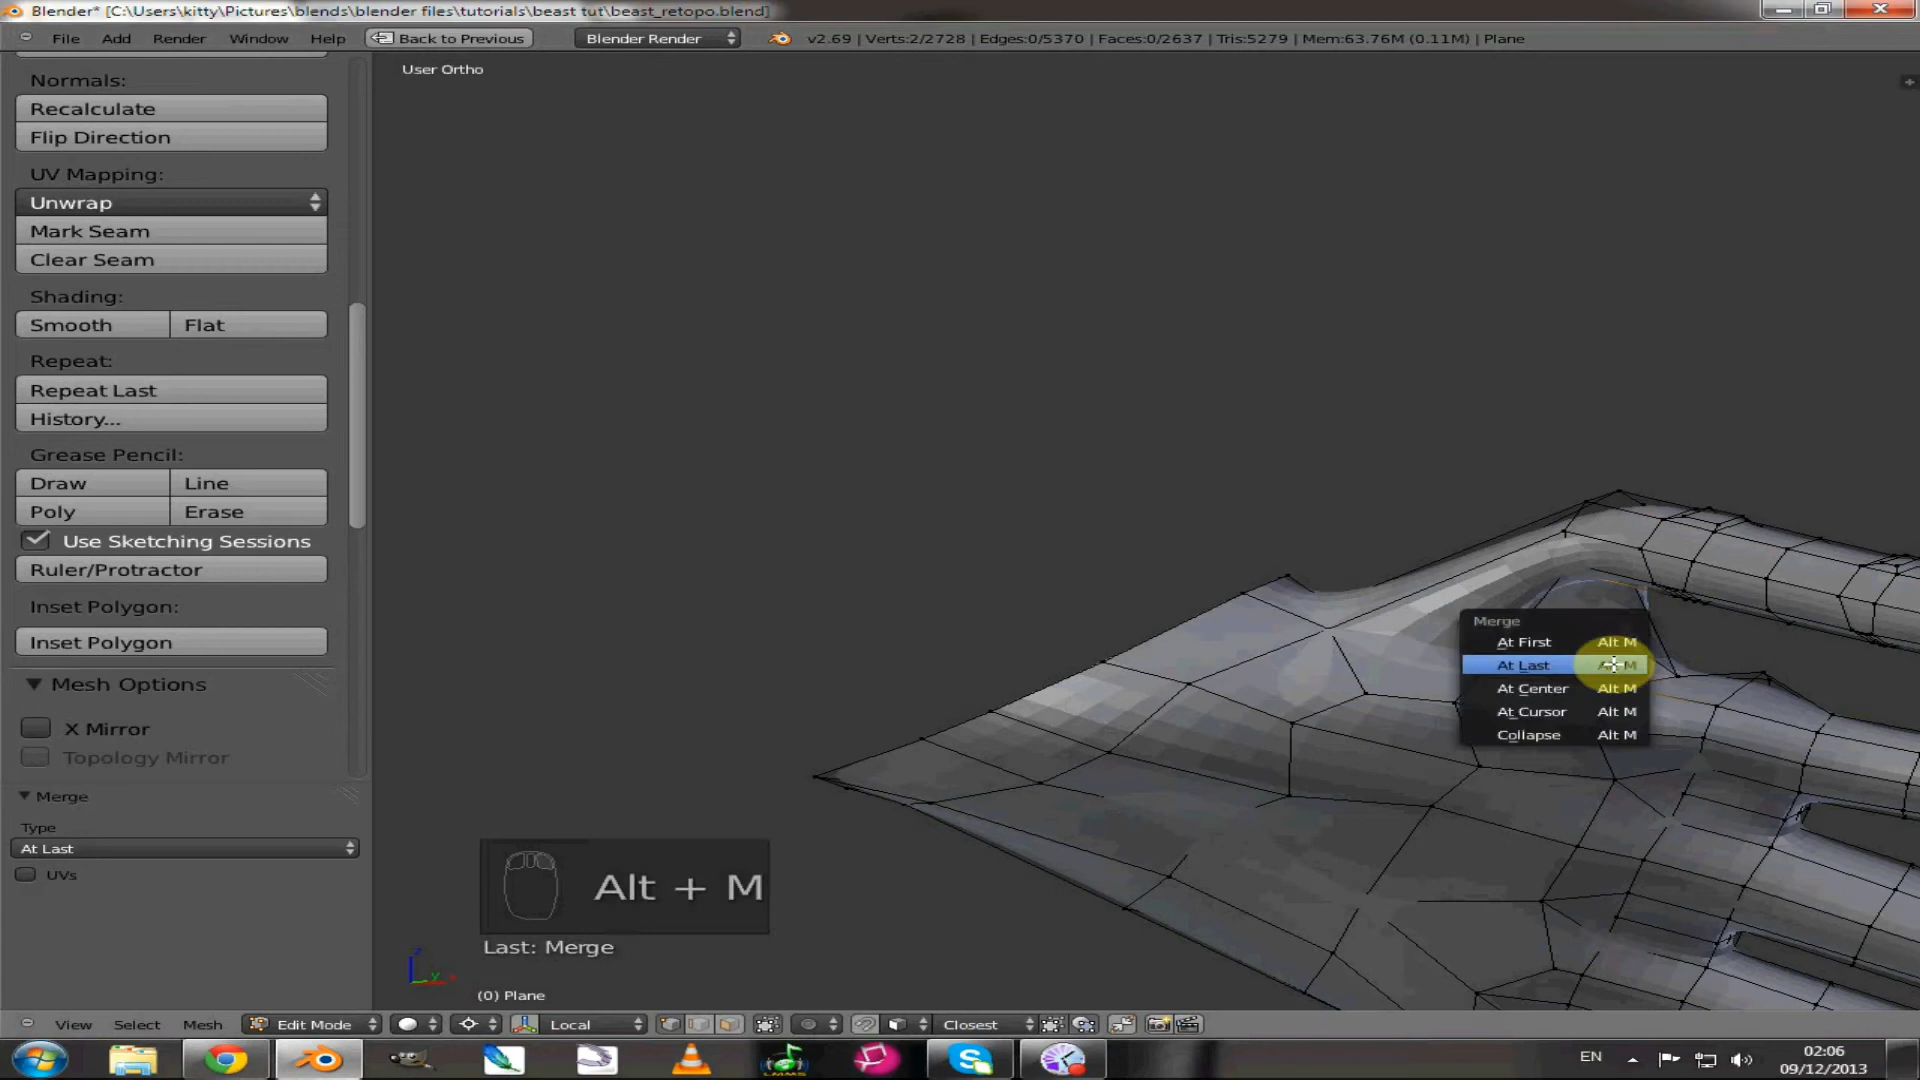 Blender* [C:\Users\kitty\Pictures\blends\blender files\tutorials\beast tut\beast_retopo.blend]
File Add Render Window Help Back to Previous Blender Render v2.69 | Verts:2/2728 | Edges:0/5370 | Faces:0/2637 | Tris:5279 | Mem:63.76M (0.11M) | Plane
User Ortho
Normals:
Recalculate
Flip Direction
UV Mapping:
Unwrap
Mark Seam
Clear Seam
Shading:
Smooth Flat
Repeat:
Repeat Last
History...
Grease Pencil:
Draw Line
Poly Erase
Use Sketching Sessions
Ruler/Protractor
Inset Polygon:
Inset Polygon
Mesh Options
X Mirror
Topology Mirror
Merge
Type
At Last
UVs
Merge
At First Alt M
At Last Alt M
At Center Alt M
At Cursor Alt M
Collapse Alt M
Alt + M
Last: Merge
z
y
(0) Plane
View Select Mesh Edit Mode Local Closest
LMMS
EN
02:06
09/12/2013